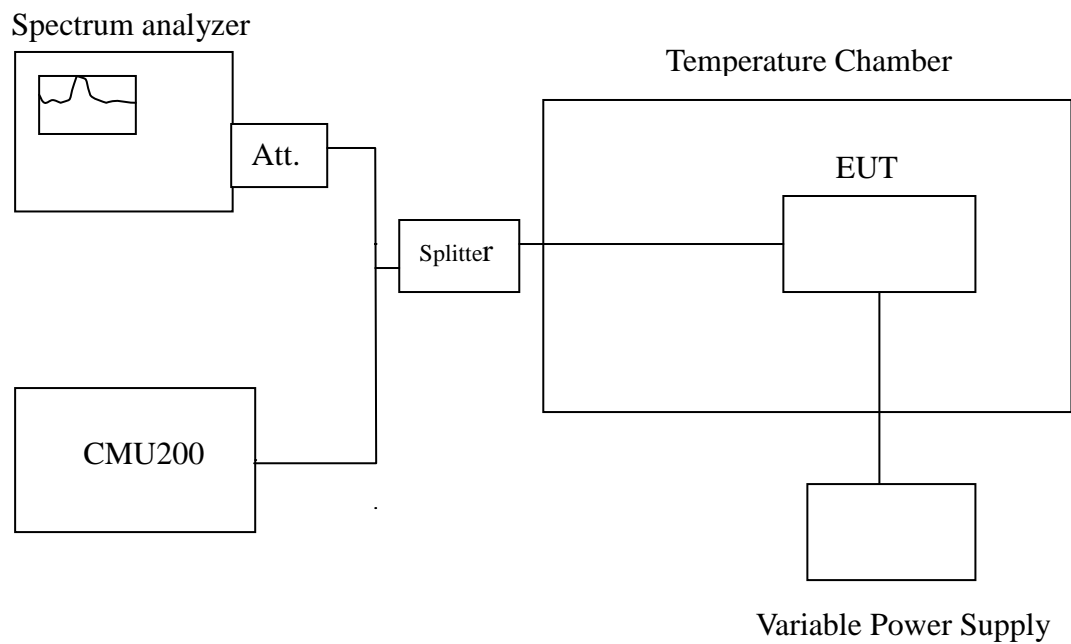 Spectrum analyzer
Temperature Chamber
Att.
EUT
Splitter
CMU200
Variable Power Supply